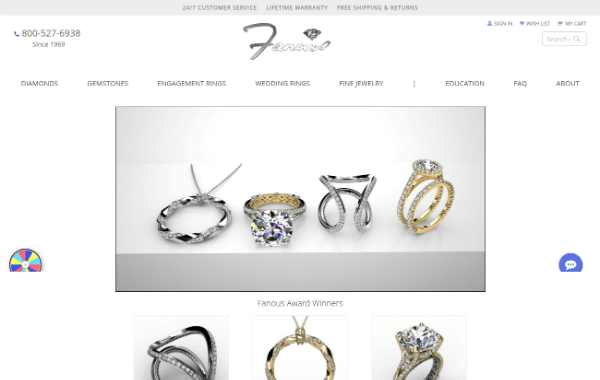 24/7 CUSTOMER SERVICE LIFETIME WARRANTY FREE SHIPPING & RETURNS
SIGN IN WISH LIST MY CART
800-527-6938
Since 1969
Fanous
Search
DIAMONDS GEMSTONES ENGAGEMENT RINGS WEDDING RINGS FINE JEWELRY | EDUCATION FAQ ABOUT
Fanous Award Winners